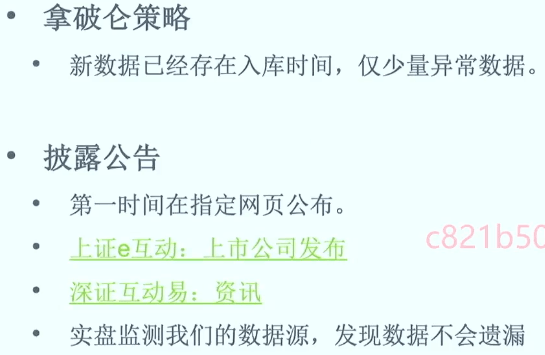 • 拿破仑策略
• 新数据已经存在入库时间，仅少量异常数据。
• 披露公告
• 第一时间在指定网页公布。
• 上证e互动：上市公司发布
• 深证互动易：资讯
• 实盘监测我们的数据源，发现数据不会遗漏
c821b50